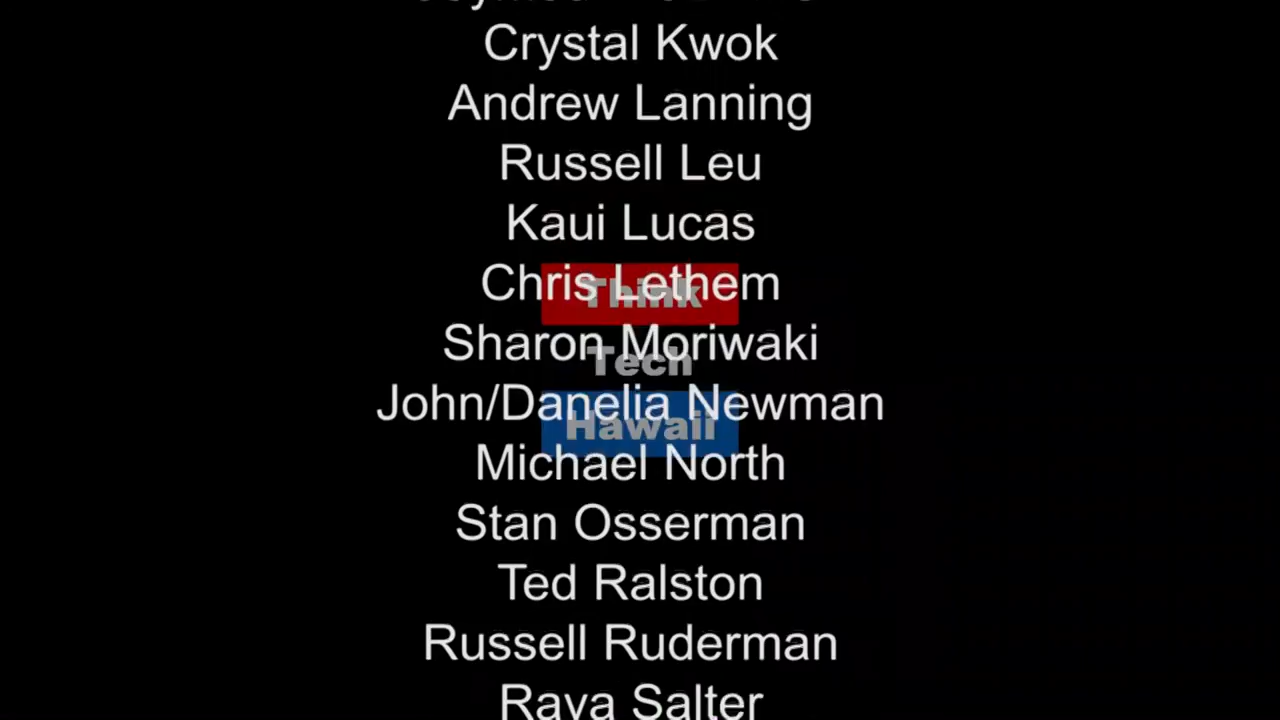 Crystal Kwok
Andrew Lanning
Russell Leu
Kaui Lucas
Chris Lethem
Think
Sharon Moriwaki
Tech
John/Danelia Newman
Hawaii
Michael North
Stan Osserman
Ted Ralston
Russell Ruderman
Raya Salter